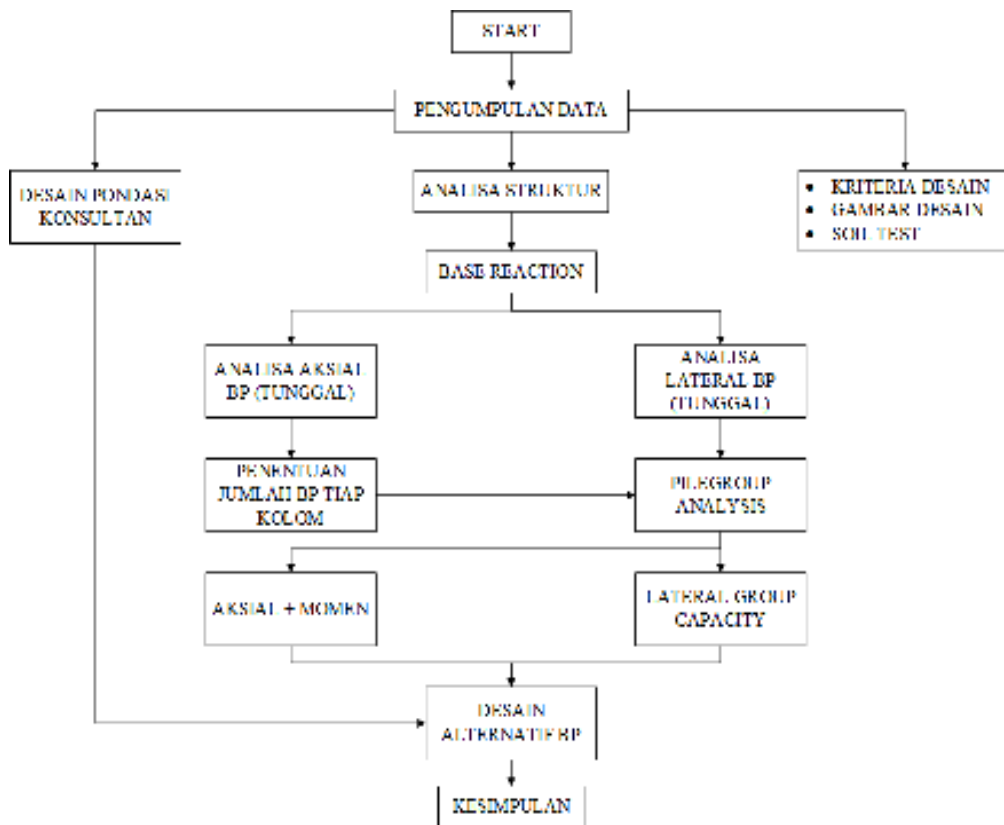 START
PENGUMPULAN DATA
DESAIN PONDASI
KONSULTAN
ANALISA STRUKTUR
• KRITERIA DESAIN
• GAMBAR DESAIN
• SOIL TEST
BASE REACTION
ANALISA AKSIAL
BP (TUNGGAL)
ANALISA
LATERAL BP
(TUNGGAL)
PENENTUAN
JUMLAH BP TIAP
KOLOM
PILEGROUP
ANALYSIS
AKSIAL + MOMEN
LATERAL GROUP
CAPACITY
DESAIN
ALTERNATIF BP
KESIMPULAN